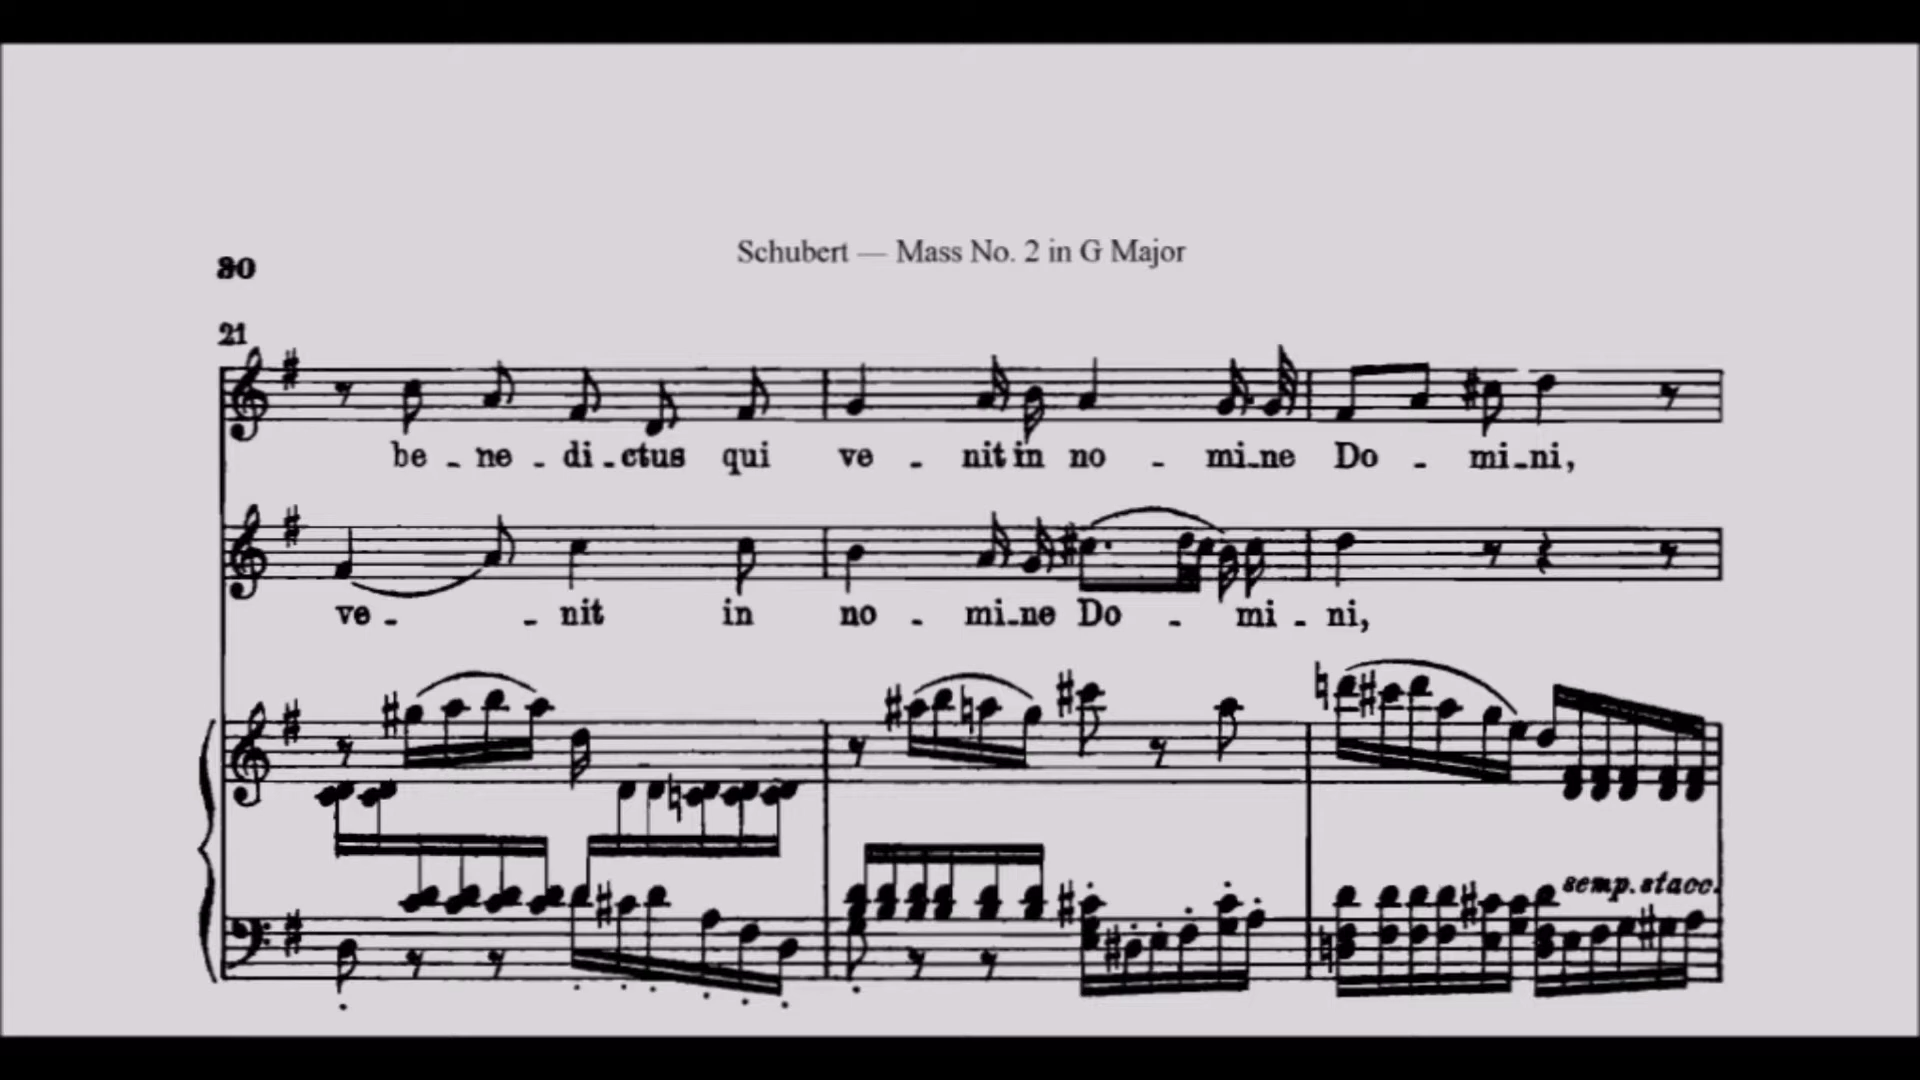 Schubert — Mass No. 2 in G Major
30
21
be - ne - di - ctus qui ve - nit in no - mi - ne Do - mi - ni,
ve - - nit in no - mi - ne Do - mi - ni,
semp. stacc.